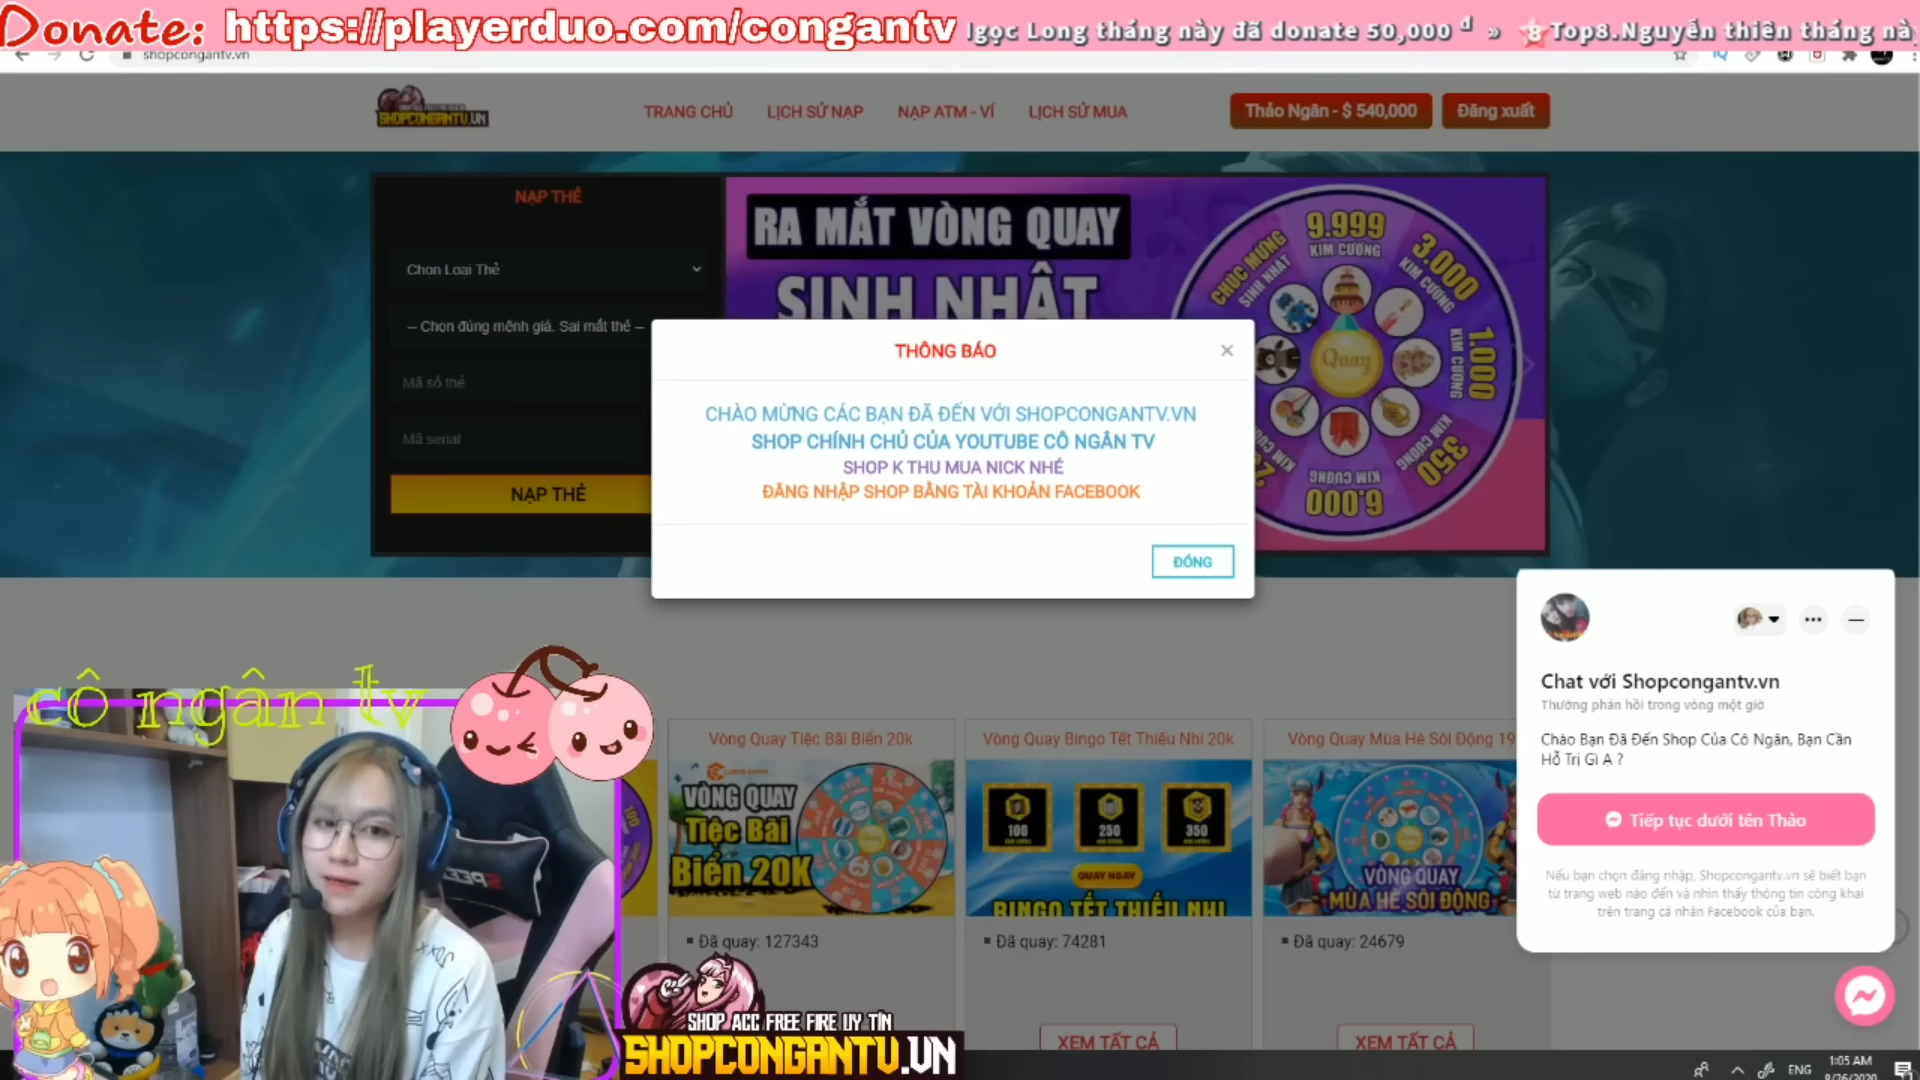 Donate: https://playerduo.com/congantv
Ngọc Long tháng này đã donate 50,000 đ » 8 Top8.Nguyễn thiên tháng nà
shopcongantv.vn
SHOPCONGANTV.VN
TRANG CHỦ LỊCH SỬ NẠP NẠP ATM - VÍ LỊCH SỬ MUA
Thảo Ngân - $ 540,000
Đăng xuất
NẠP THẺ
Chọn Loại Thẻ
-- Chọn đúng mệnh giá. Sai mất thẻ --
Mã số thẻ
Mã serial
NẠP THẺ
RA MẮT VÒNG QUAY
SINH NHẬT
CHÚC MỪNG
SINH NHẬT
9.999
KIM CƯƠNG
3.000
KIM CƯƠNG
1.000
KIM CƯƠNG
350
KIM CƯƠNG
6.000
KIM CƯƠNG
KIM CƯƠNG
Quay
THÔNG BÁO
×
CHÀO MỪNG CÁC BẠN ĐÃ ĐẾN VỚI SHOPCONGANTV.VN
SHOP CHÍNH CHỦ CỦA YOUTUBE CÔ NGÂN TV
SHOP K THU MUA NICK NHÉ
ĐĂNG NHẬP SHOP BẰNG TÀI KHOẢN FACEBOOK
ĐÓNG
Chat với Shopcongantv.vn
Thường phản hồi trong vòng một giờ
Chào Bạn Đã Đến Shop Của Cô Ngân, Bạn Cần
Hỗ Trị Gì A ?
Tiếp tục dưới tên Thảo
Nếu bạn chọn đăng nhập, Shopcongantv.vn sẽ biết bạn
từ trang web nào đến và nhìn thấy thông tin công khai
trên trang cá nhân Facebook của bạn.
cô ngân tv
Vòng Quay Tiệc Bãi Biển 20k
VÒNG QUAY
Tiệc Bãi
Biển 20K
Đã quay: 127343
Vòng Quay Bingo Tết Thiếu Nhi 20k
100
250
350
QUAY NGAY
BINGO TẾT THIẾU NHI
Đã quay: 74281
XEM TẤT CẢ
Vòng Quay Mùa Hè Sôi Động 19
VÒNG QUAY
MÙA HÈ SÔI ĐỘNG
Đã quay: 24679
XEM TẤT CẢ
SHOP ACC FREE FIRE UY TÍN
SHOPCONGANTV.VN
ENG
1:05 AM
8/26/2020